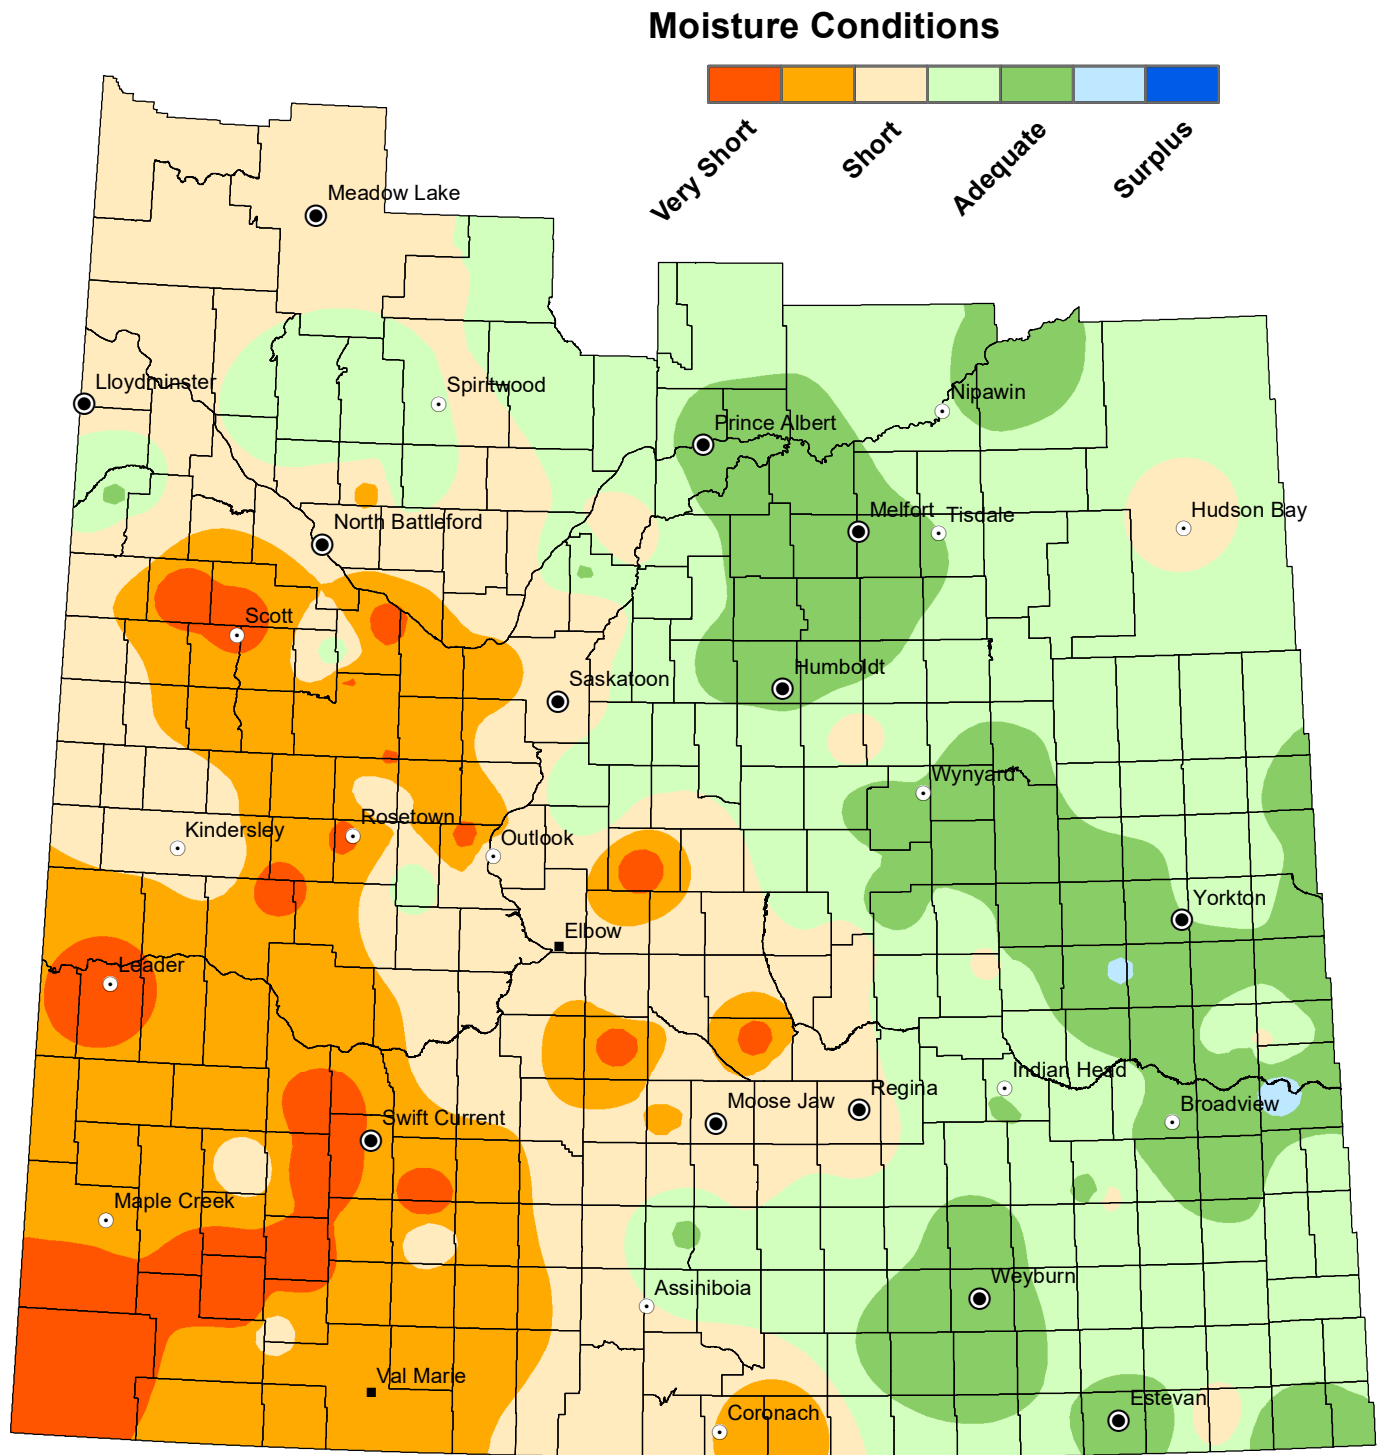 Moisture Conditions
Very Short
Short
Adequate
Surplus
Meadow Lake
Lloydminster
Spiritwood
Nipawin
Prince Albert
Hudson Bay
North Battleford
Melfort
Tisdale
Scott
Saskatoon
Humboldt
Wynyard
Kindersley
Rosetown
Outlook
Yorkton
Elbow
Leader
Indian Head
Regina
Moose Jaw
Swift Current
Broadview
Maple Creek
Assiniboia
Weyburn
Val Marie
Coronach
Estevan